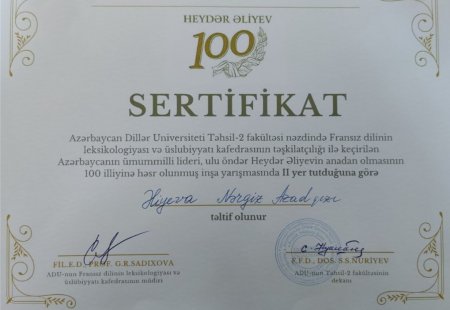 HEYDƏR ƏLİYEV
100
SERTİFİKAT
Azərbaycan Dillər Universiteti Təhsil-2 fakültəsi nəzdində Fransız dilinin
leksikologiyası və üslubiyyatı kafedrasının təşkilatçılığı ilə keçirilən
Azərbaycanın ümummilli lideri, ulu öndər Heydər Əliyevin anadan olmasının
100 illiyinə həsr olunmuş inşa yarışmasında II yer tutduğuna görə
Əliyeva Nərgiz Azad qızı
təltif olunur
FİL.E.D., PROF. G.R.SADIXOVA
ADU-nun Fransız dilinin leksikologiyası və
üslubiyyatı kafedrasının müdiri
F.F.D., DOS. S.S.NURİYEV
ADU-nun Təhsil-2 fakültəsinin
dekanı